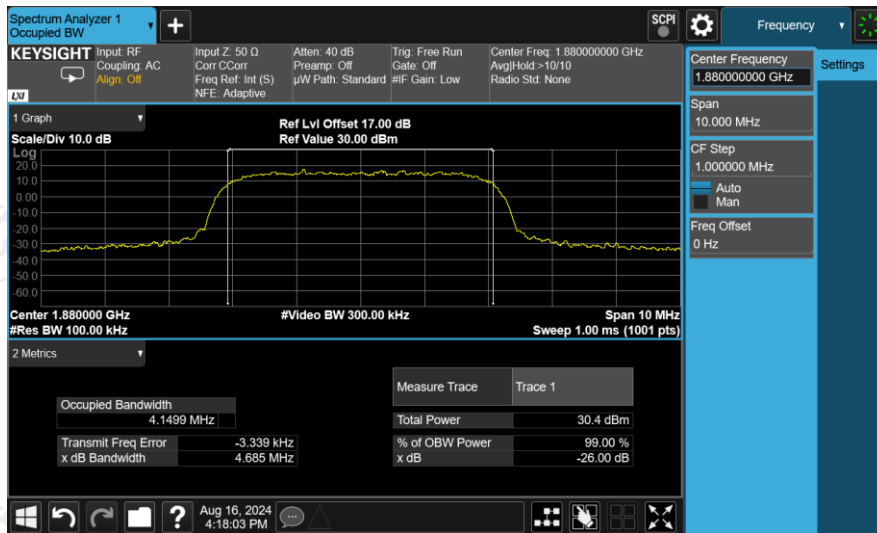 Spectrum Analyzer 1
Occupied BW
+
SCPI
Frequency
KEYSIGHT
LXI
Input: RF
Coupling: AC
Align: Off
Input Z: 50 Ω
Corr CCorr
Freq Ref: Int (S)
NFE: Adaptive
Atten: 40 dB
Preamp: Off
µW Path: Standard
Trig: Free Run
Gate: Off
#IF Gain: Low
Center Freq: 1.880000000 GHz
Avg|Hold:>10/10
Radio Std: None
Center Frequency
1.880000000 GHz
Settings
Span
10.000 MHz
CF Step
1.000000 MHz
Auto
Man
Freq Offset
0 Hz
1 Graph
Scale/Div 10.0 dB
Ref Lvl Offset 17.00 dB
Ref Value 30.00 dBm
Log
20.0
10.0
0.00
-10.0
-20.0
-30.0
-40.0
-50.0
-60.0
Center 1.880000 GHz
#Res BW 100.00 kHz
#Video BW 300.00 kHz
Span 10 MHz
Sweep 1.00 ms (1001 pts)
2 Metrics
Measure Trace Trace 1
Occupied Bandwidth
4.1499 MHz
Total Power 30.4 dBm
Transmit Freq Error -3.339 kHz
% of OBW Power 99.00 %
x dB Bandwidth 4.685 MHz
x dB -26.00 dB
?
Aug 16, 2024
4:18:03 PM